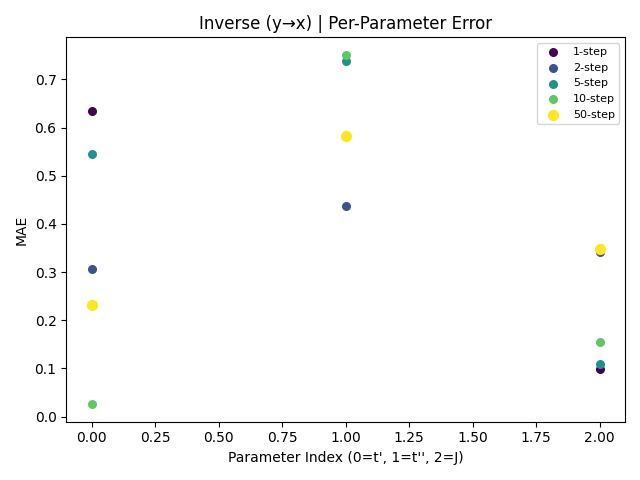 Inverse (y→x) | Per-Parameter Error
1-step
2-step
5-step
10-step
50-step
MAE
0.7
0.6
0.5
0.4
0.3
0.2
0.1
0.0
0.00 0.25 0.50 0.75 1.00 1.25 1.50 1.75 2.00
Parameter Index (0=t', 1=t'', 2=J)